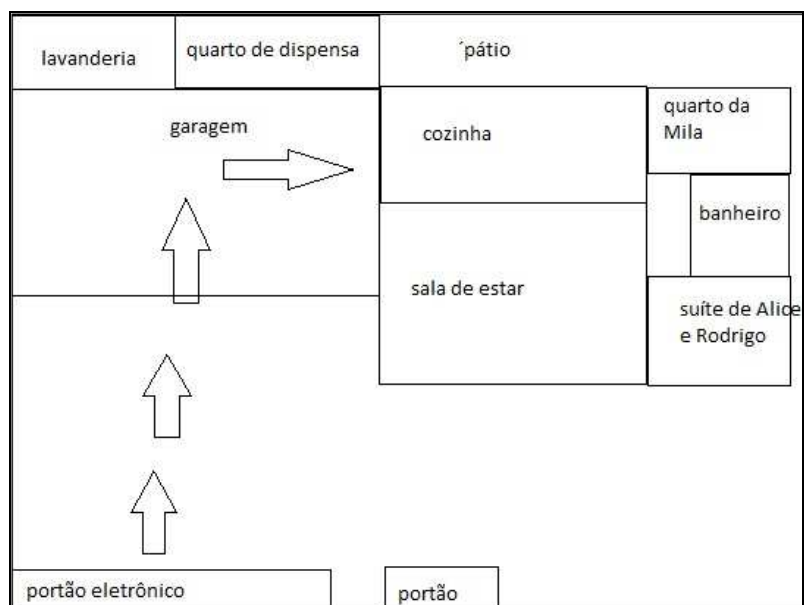 lavanderia
quarto de dispensa
´pátio
garagem
cozinha
quarto da
Mila
banheiro
sala de estar
suíte de Alice
e Rodrigo
portão eletrônico
portão